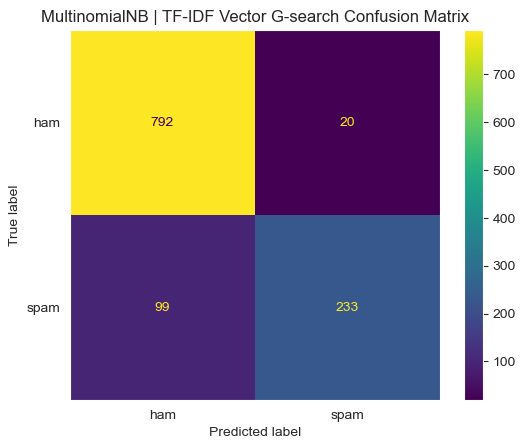 MultinomialNB | TF-IDF Vector G-search Confusion Matrix
ham
792
20
spam
99
233
ham
spam
True label
Predicted label
700
600
500
400
300
200
100